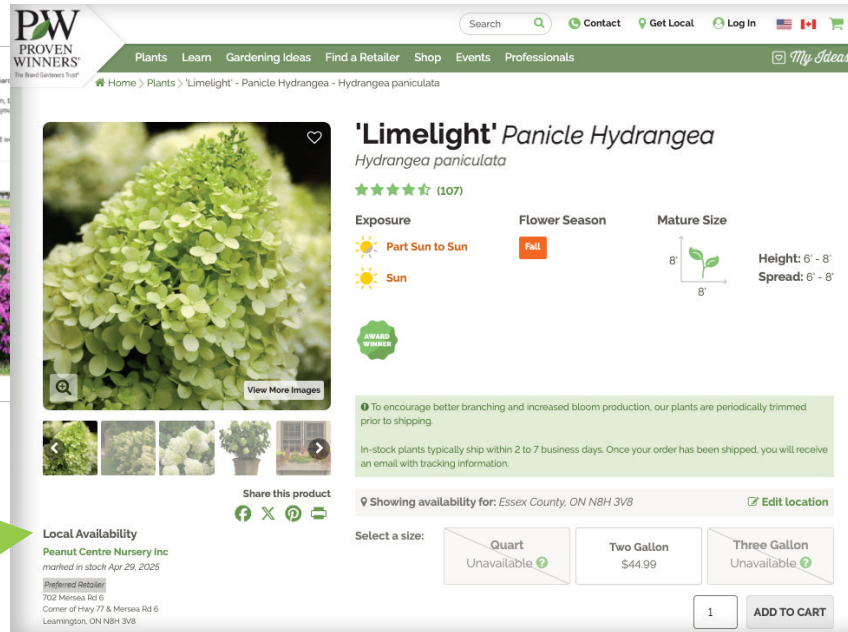 PW
PROVEN
WINNERS®
The Brand Gardeners Trust®
Search
Contact
Get Local
Log In
Plants Learn Gardening Ideas Find a Retailer Shop Events Professionals
My Ideas
Home > Plants > 'Limelight' - Panicle Hydrangea - Hydrangea paniculata
'Limelight' Panicle Hydrangea
Hydrangea paniculata
(107)
Exposure
Part Sun to Sun
Sun
Flower Season
Fall
Mature Size
8'
8'
Height: 6' - 8'
Spread: 6' - 8'
AWARD
WINNER
View More Images
To encourage better branching and increased bloom production, our plants are periodically trimmed
prior to shipping.
In-stock plants typically ship within 2 to 7 business days. Once your order has been shipped, you will receive
an email with tracking information.
Share this product
Showing availability for: Essex County, ON N8H 3V8
Edit location
Local Availability
Peanut Centre Nursery Inc
marked in stock Apr 29, 2025
Preferred Retailer
702 Mersea Rd 6
Corner of Hwy 77 & Mersea Rd 6
Leamington, ON N8H 3V8
Select a size:
Quart
Unavailable
Two Gallon
$44.99
Three Gallon
Unavailable
1
ADD TO CART